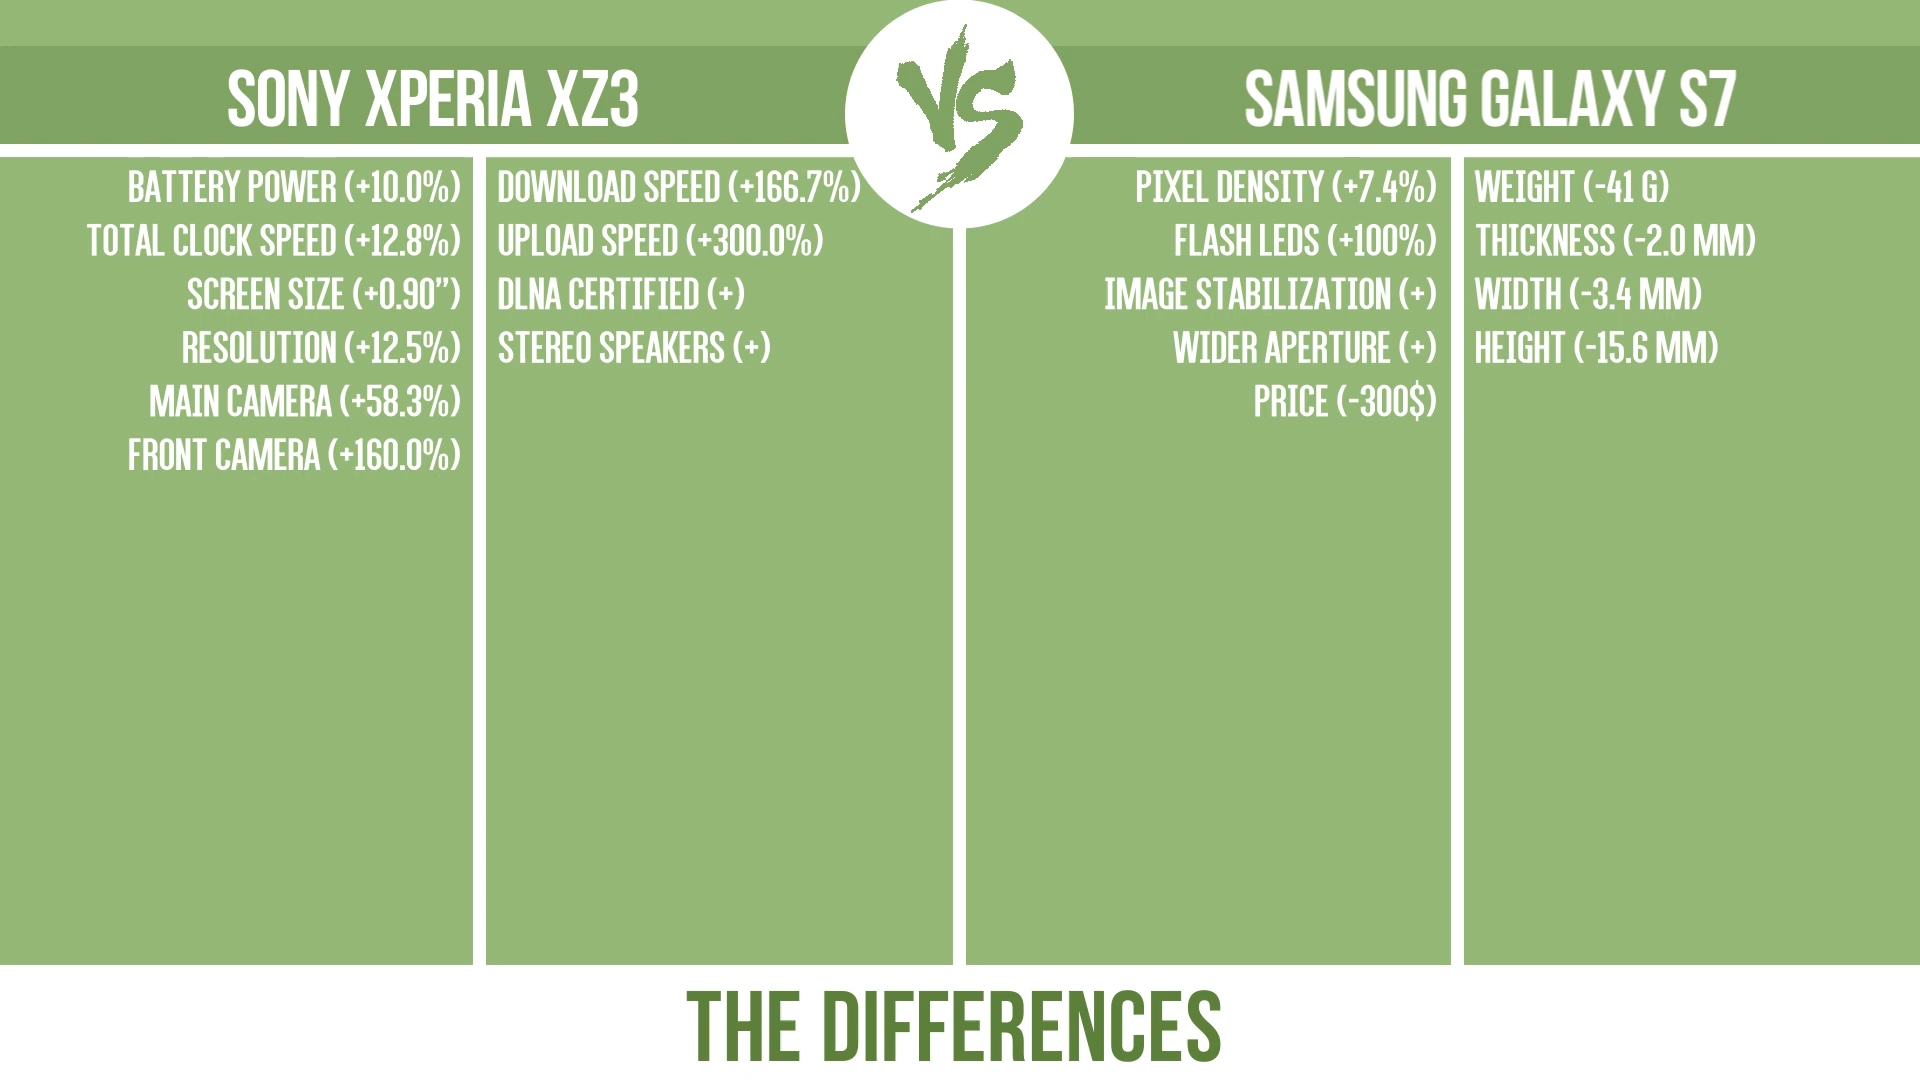 SONY XPERIA XZ3
VS
SAMSUNG GALAXY S7
BATTERY POWER (+10.0%)
TOTAL CLOCK SPEED (+12.8%)
SCREEN SIZE (+0.90”)
RESOLUTION (+12.5%)
MAIN CAMERA (+58.3%)
FRONT CAMERA (+160.0%)
DOWNLOAD SPEED (+166.7%)
UPLOAD SPEED (+300.0%)
DLNA CERTIFIED (+)
STEREO SPEAKERS (+)
PIXEL DENSITY (+7.4%)
FLASH LEDS (+100%)
IMAGE STABILIZATION (+)
WIDER APERTURE (+)
PRICE (-300$)
WEIGHT (-41 G)
THICKNESS (-2.0 MM)
WIDTH (-3.4 MM)
HEIGHT (-15.6 MM)
THE DIFFERENCES